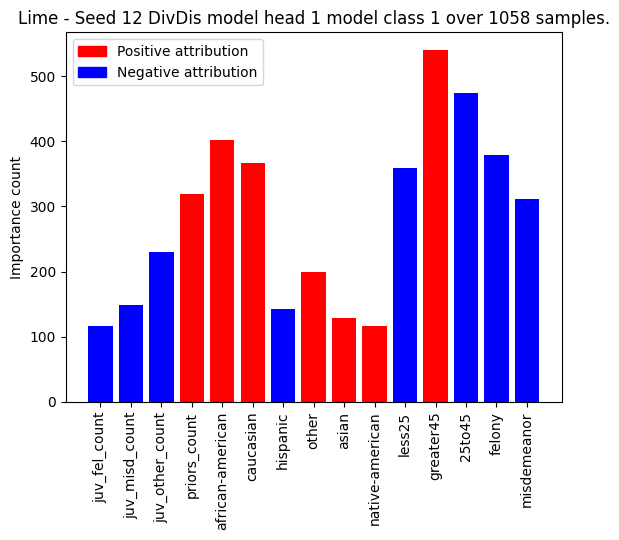 Lime - Seed 12 DivDis model head 1 model class 1 over 1058 samples.
Positive attribution
Negative attribution
Importance count
500
400
300
200
100
0
juv_fel_count
juv_misd_count
juv_other_count
priors_count
african-american
caucasian
hispanic
other
asian
native-american
less25
greater45
25to45
felony
misdemeanor